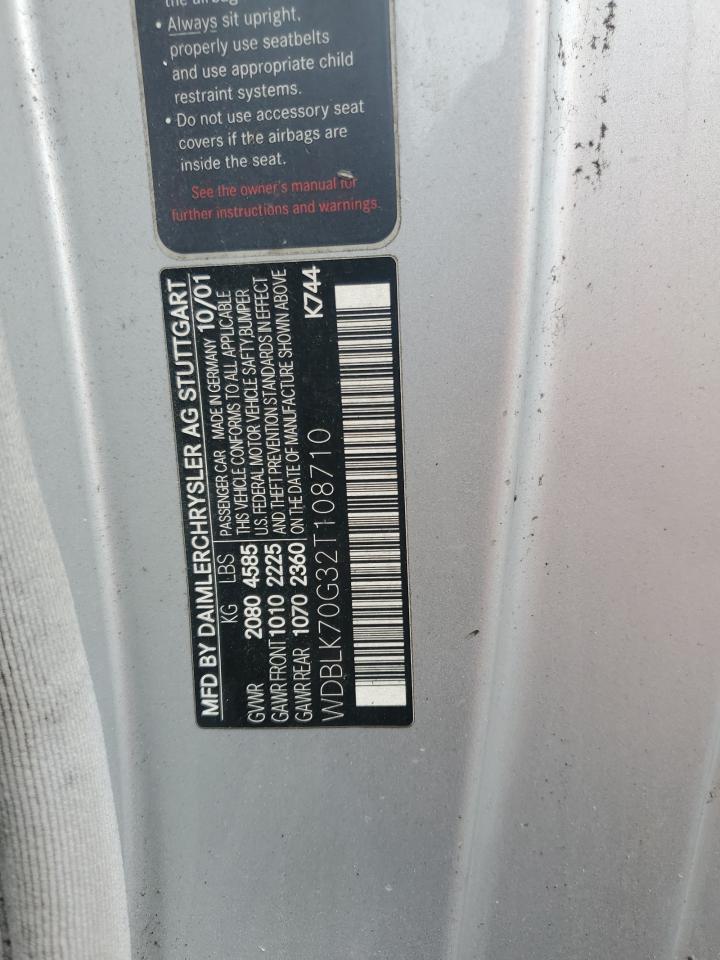 the airbag
• Always sit upright,
properly use seatbelts
and use appropriate child
restraint systems.
• Do not use accessory seat
covers if the airbags are
inside the seat.
See the owner's manual for
further instructions and warnings.
MFD BY DAIMLERCHRYSLER AG STUTTGART
KG LBS PASSENGER CAR MADE IN GERMANY 10/01
THIS VEHICLE CONFORMS TO ALL APPLICABLE
GVWR 2080 4585 U.S. FEDERAL MOTOR VEHICLE SAFETY BUMPER
GAWR FRONT 1010 2225 AND THEFT PREVENTION STANDARDS IN EFFECT
GAWR REAR 1070 2360 ON THE DATE OF MANUFACTURE SHOWN ABOVE
WDBLK70G32T108710 K744